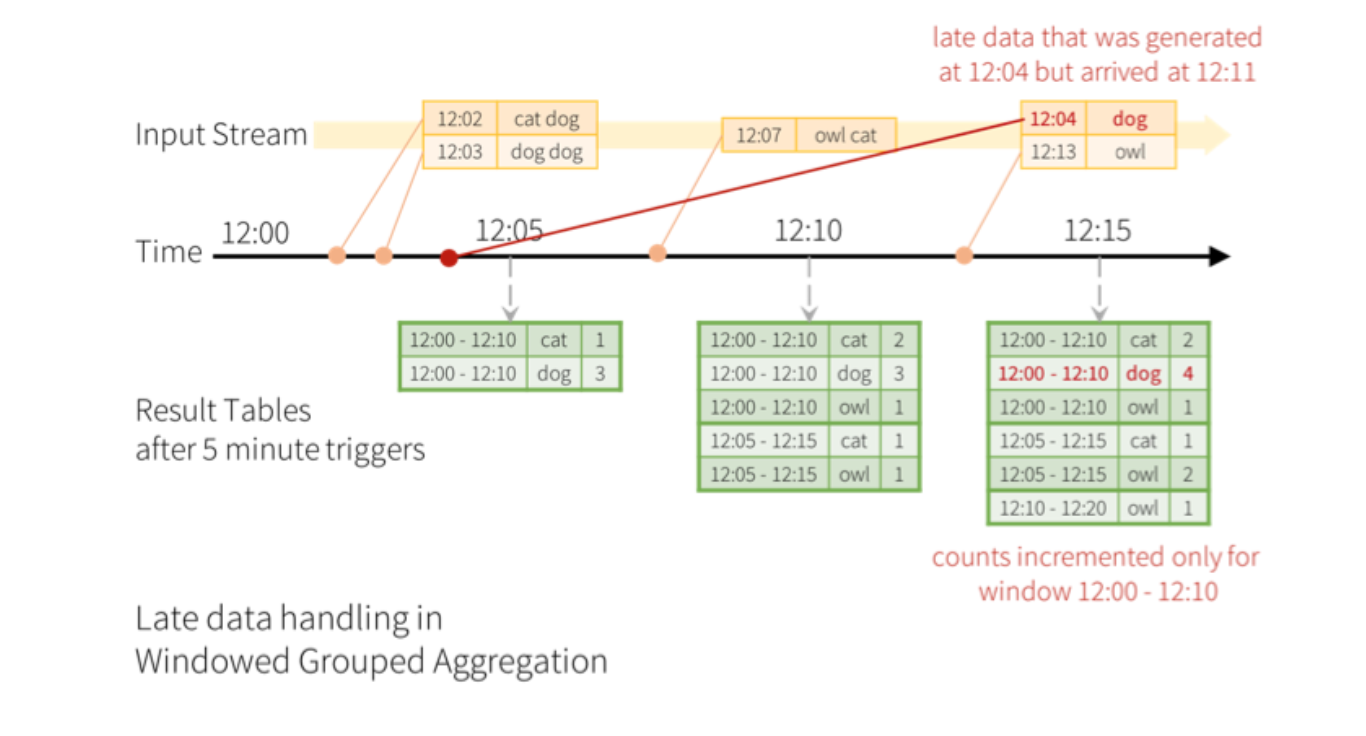 late data that was generated
at 12:04 but arrived at 12:11
Input Stream
12:02 cat dog
12:03 dog dog
12:07 owl cat
12:04 dog
12:13 owl
Time
12:00
12:05
12:10
12:15
Result Tables
after 5 minute triggers
12:00 - 12:10 cat 1
12:00 - 12:10 dog 3
12:00 - 12:10 cat 2
12:00 - 12:10 dog 3
12:00 - 12:10 owl 1
12:05 - 12:15 cat 1
12:05 - 12:15 owl 1
12:00 - 12:10 cat 2
12:00 - 12:10 dog 4
12:00 - 12:10 owl 1
12:05 - 12:15 cat 1
12:05 - 12:15 owl 2
12:10 - 12:20 owl 1
counts incremented only for
window 12:00 - 12:10
Late data handling in
Windowed Grouped Aggregation